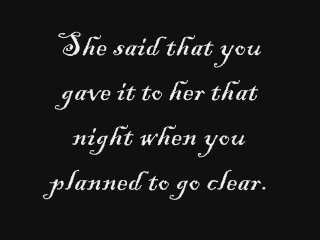 She said that you
gave it to her that
night when you
planned to go clear.